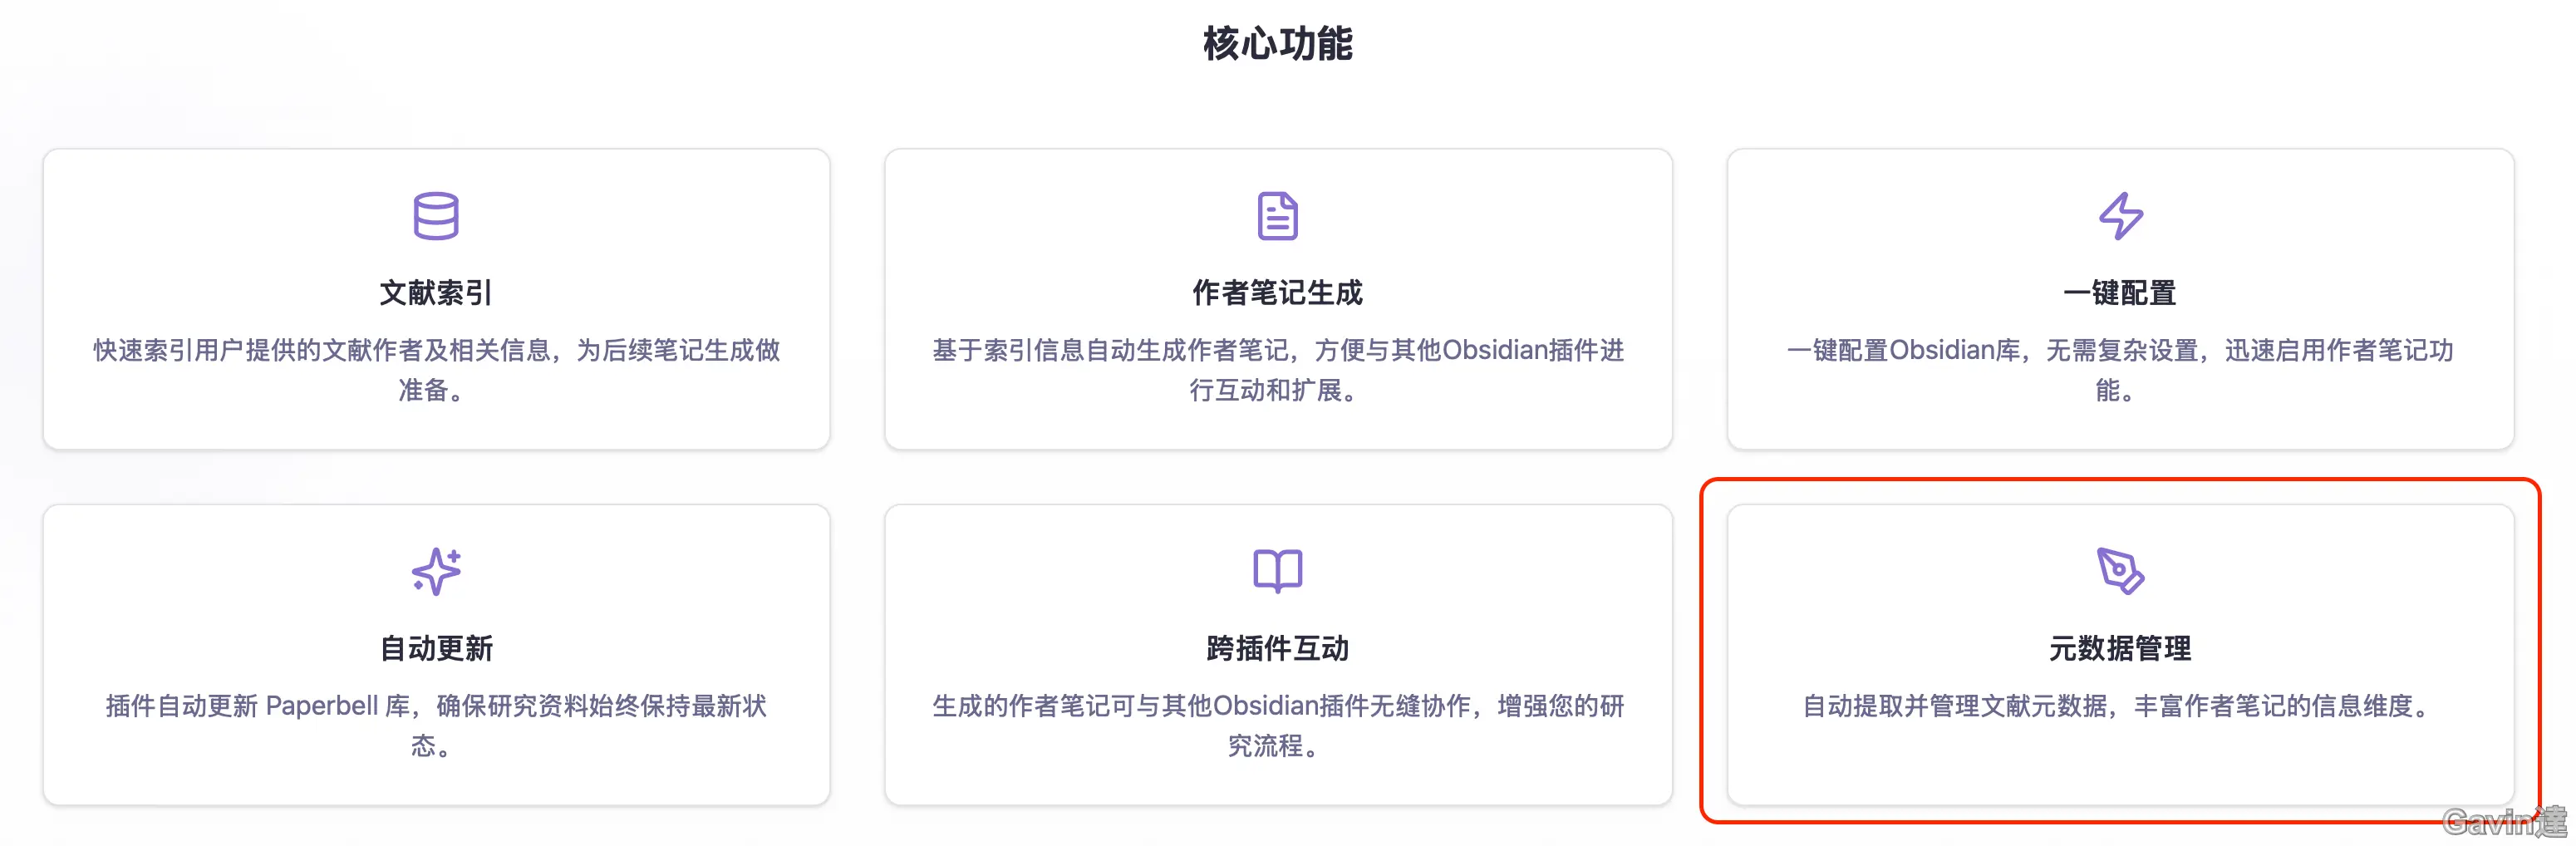 核心功能
文献索引
快速索引用户提供的文献作者及相关信息，为后续笔记生成做
准备。
作者笔记生成
基于索引信息自动生成作者笔记，方便与其他Obsidian插件进
行互动和扩展。
一键配置
一键配置Obsidian库，无需复杂设置，迅速启用作者笔记功
能。
自动更新
插件自动更新 Paperbell 库，确保研究资料始终保持最新状
态。
跨插件互动
生成的作者笔记可与其他Obsidian插件无缝协作，增强您的研
究流程。
元数据管理
自动提取并管理文献元数据，丰富作者笔记的信息维度。
Gavin達